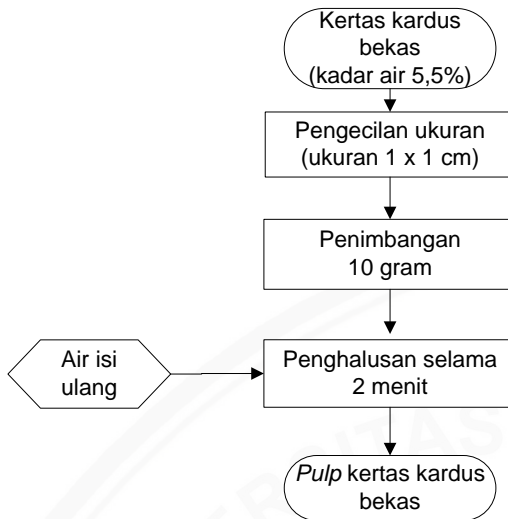 Kertas kardus
bekas
(kadar air 5,5%)
Pengecilan ukuran
(ukuran 1 x 1 cm)
Penimbangan
10 gram
Air isi
ulang
Penghalusan selama
2 menit
Pulp kertas kardus
bekas